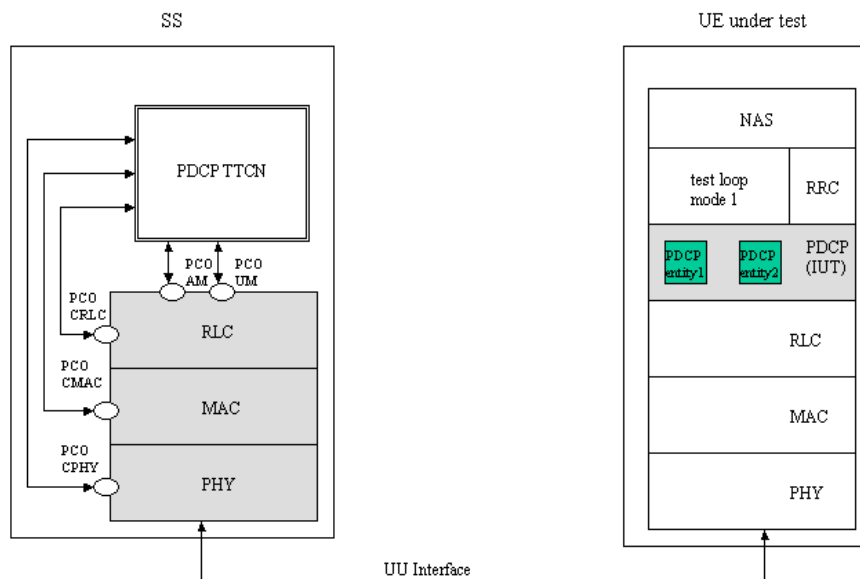 SS
UE under test
PDCP TTCN
PCO
AM
PCO
UM
PCO
CRLC
RLC
PCO
CMAC
MAC
PCO
CPHY
PHY
NAS
test loop
mode 1
RRC
PDCP
entity1
PDCP
entity2
PDCP
(IUT)
RLC
MAC
PHY
UU Interface